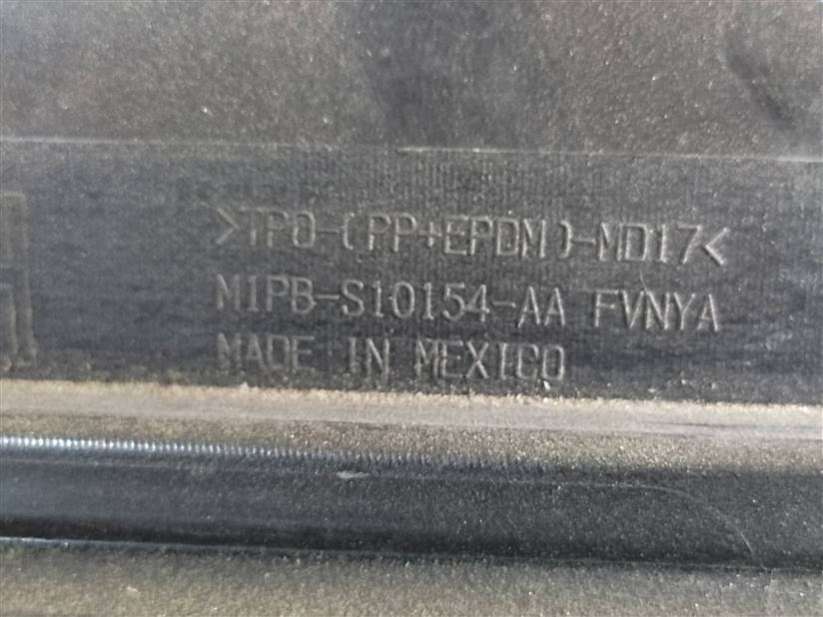 >TPO-(PP+EPDM)-MD17<
M1PB-S10154-AA FVNYA
MADE IN MEXICO